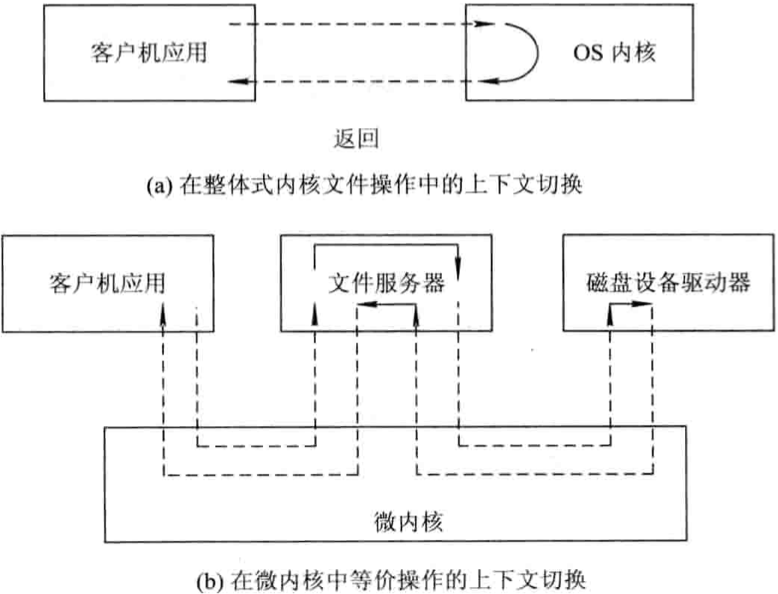 客户机应用
OS 内核
返回
(a) 在整体式内核文件操作中的上下文切换
客户机应用
文件服务器
磁盘设备驱动器
微内核
(b) 在微内核中等价操作的上下文切换